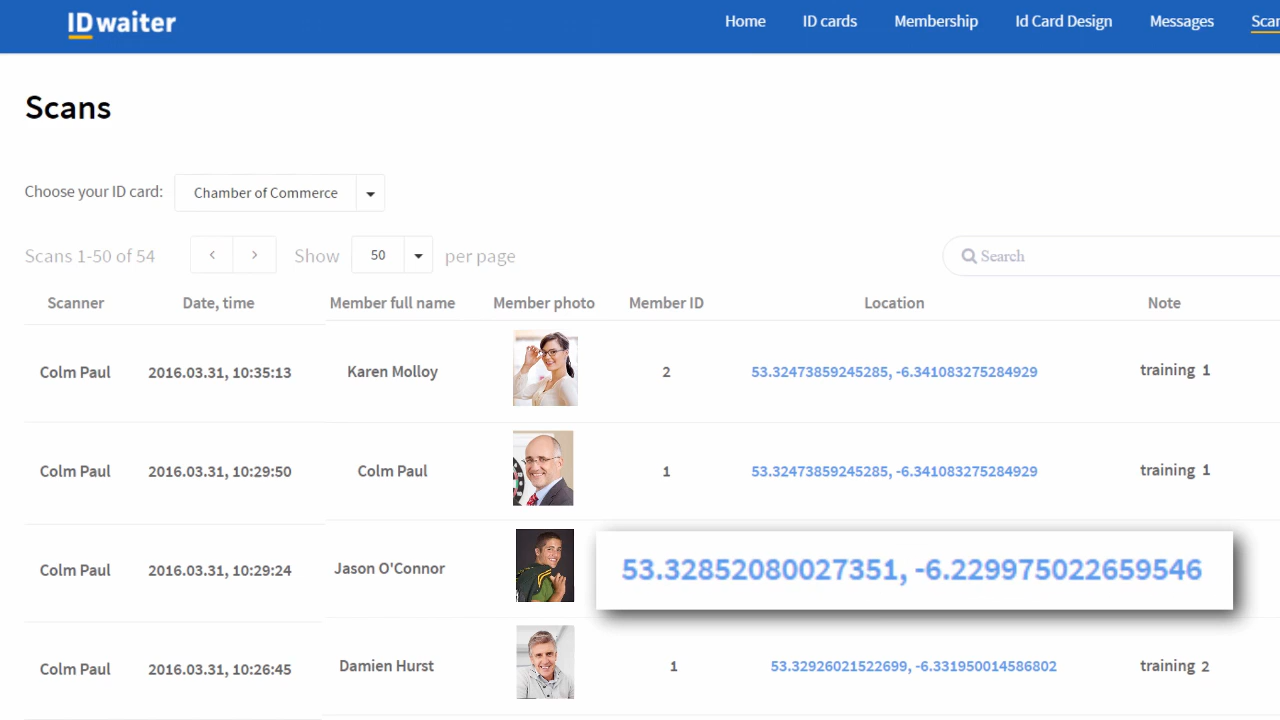 IDwaiter
Home ID cards Membership Id Card Design Messages Scan
Scans
Choose your ID card: Chamber of Commerce
Scans 1-50 of 54 < > Show 50 per page Search
Scanner Date, time Member full name Member photo Member ID Location Note
Colm Paul 2016.03.31, 10:35:13 Karen Molloy 2 53.32473859245285, -6.341083275284929 training 1
Colm Paul 2016.03.31, 10:29:50 Colm Paul 1 53.32473859245285, -6.341083275284929 training 1
Colm Paul 2016.03.31, 10:29:24 Jason O'Connor 53.32852080027351, -6.229975022659546
Colm Paul 2016.03.31, 10:26:45 Damien Hurst 1 53.32926021522699, -6.331950014586802 training 2